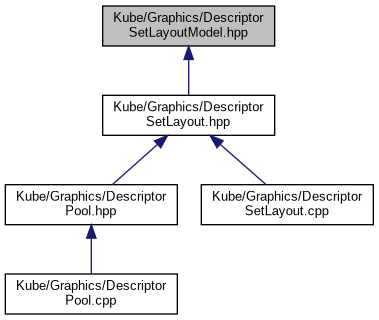 Kube/Graphics/Descriptor
SetLayoutModel.hpp
Kube/Graphics/Descriptor
SetLayout.hpp
Kube/Graphics/Descriptor
Pool.hpp
Kube/Graphics/Descriptor
SetLayout.cpp
Kube/Graphics/Descriptor
Pool.cpp